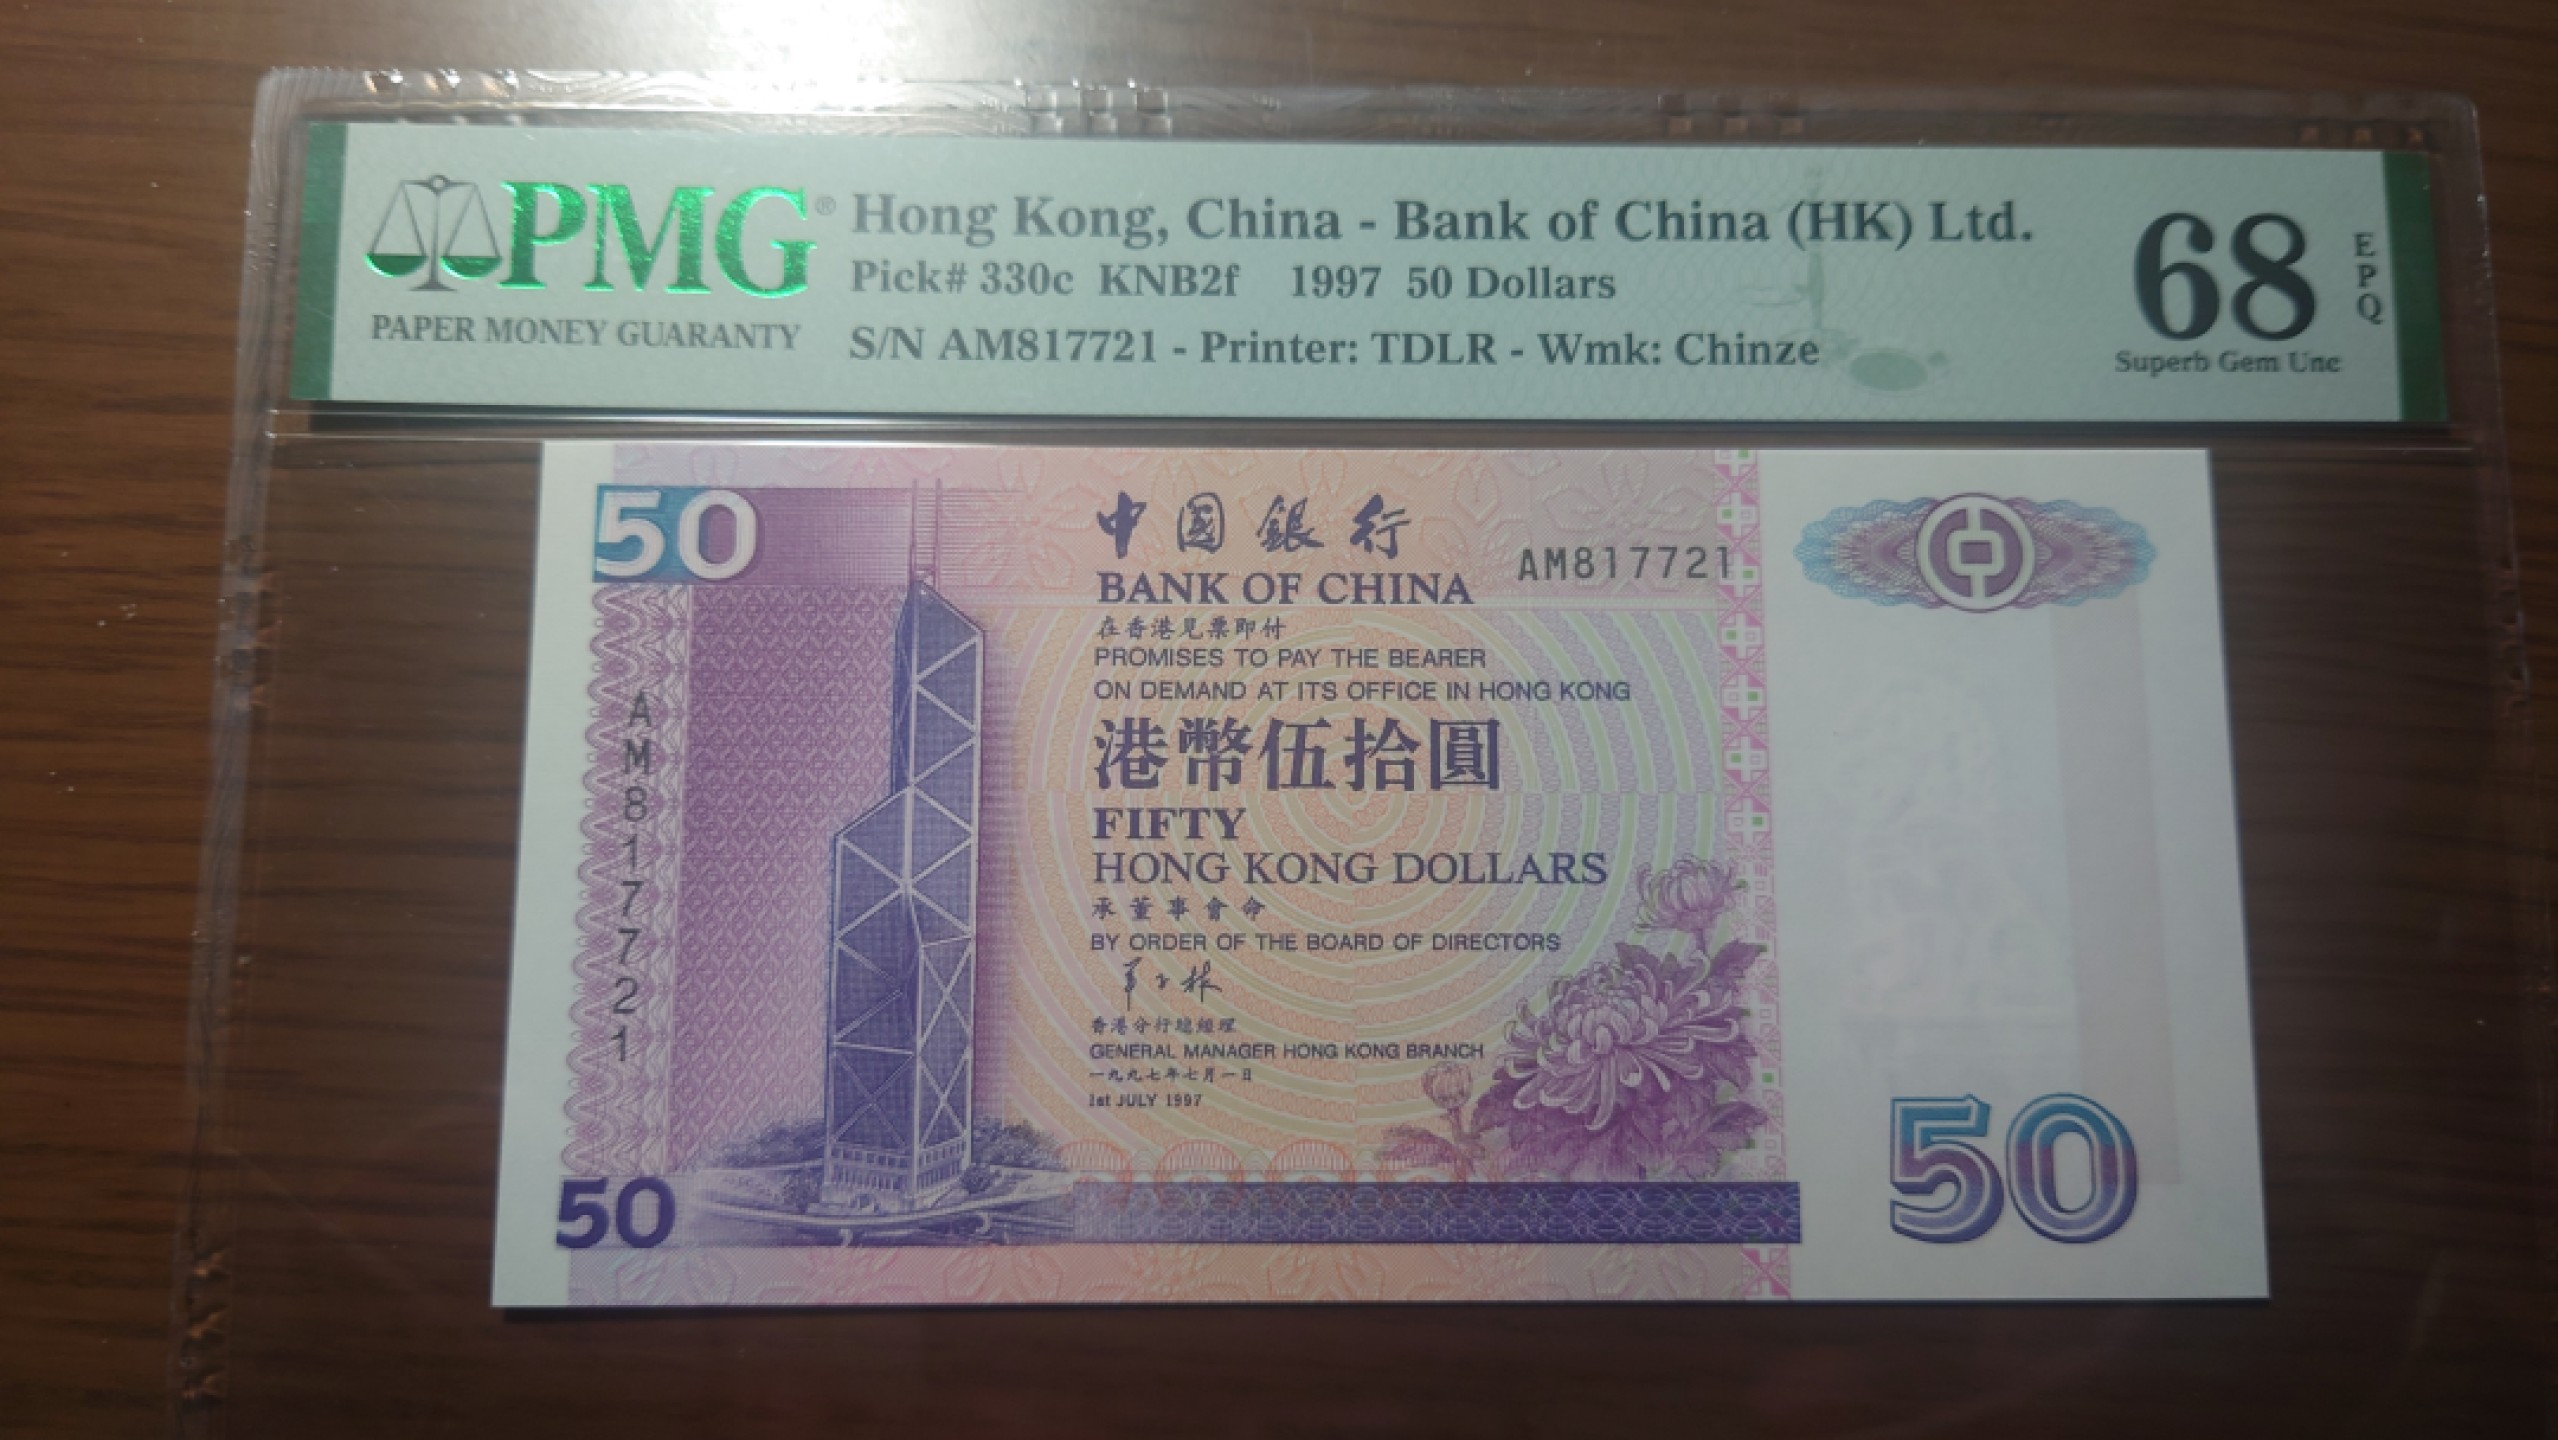 PMG® Hong Kong, China - Bank of China (HK) Ltd.
Pick# 330c KNB2f 1997 50 Dollars
PAPER MONEY GUARANTY
S/N AM817721 - Printer: TDLR - Wmk: Chinze
68
EPQ
Superb Gem Unc
50
中國銀行
BANK OF CHINA
AM817721
在香港見票即付
PROMISES TO PAY THE BEARER
ON DEMAND AT ITS OFFICE IN HONG KONG
港幣伍拾圓
FIFTY
HONG KONG DOLLARS
承董事會命
BY ORDER OF THE BOARD OF DIRECTORS
香港分行總經理
GENERAL MANAGER HONG KONG BRANCH
一九九七年七月一日
1st JULY 1997
AM817721
50
50